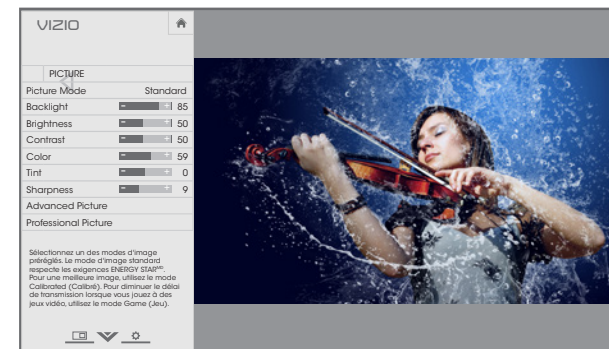 VIZIO
PICTURE
Picture Mode Standard
Backlight 85
Brightness 50
Contrast 50
Color 59
Tint 0
Sharpness 9
Advanced Picture
Professional Picture
Sélectionnez un des modes d'image
préréglés. Le mode d'image standard
respecte les exigences ENERGY STARᴹᴰ.
Pour une meilleure image, utilisez le mode
Calibrated (Calibré). Pour diminuer le délai
de transmission lorsque vous jouez à des
jeux vidéo, utilisez le mode Game (Jeu).